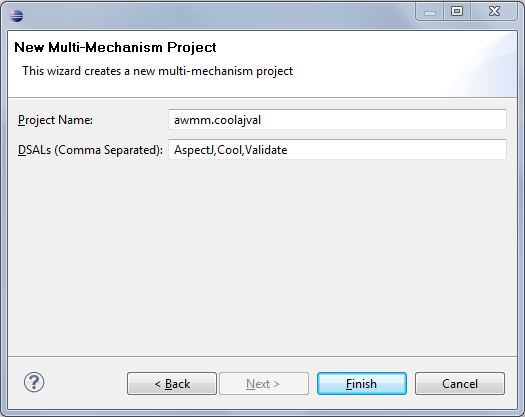 New Multi-Mechanism Project
This wizard creates a new multi-mechanism project
Project Name: awmm.coolajval
DSALs (Comma Separated): AspectJ,Cool,Validate
? < Back Next > Finish Cancel